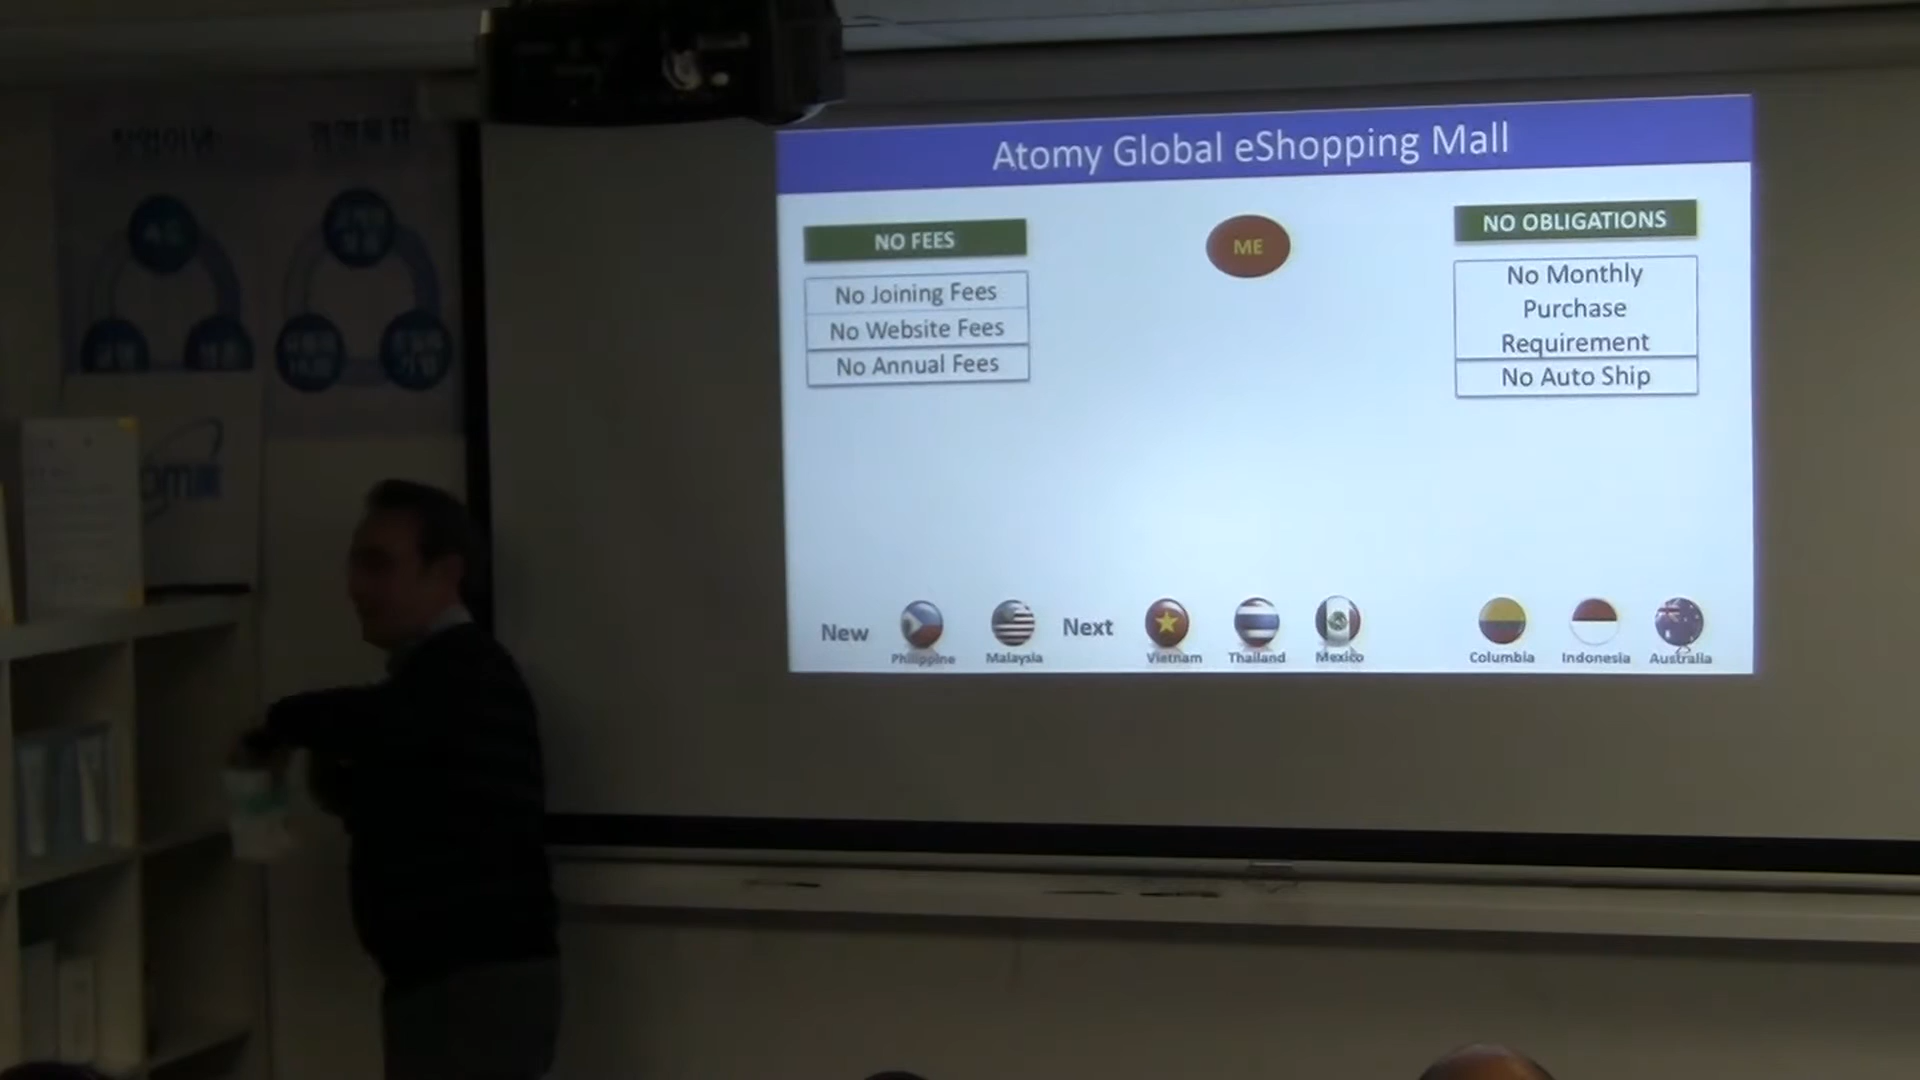 Atomy Global eShopping Mall
NO FEES
No Joining Fees
No Website Fees
No Annual Fees
ME
NO OBLIGATIONS
No Monthly
Purchase
Requirement
No Auto Ship
New
Philippine
Malaysia
Next
Vietnam
Thailand
Mexico
Columbia
Indonesia
Australia